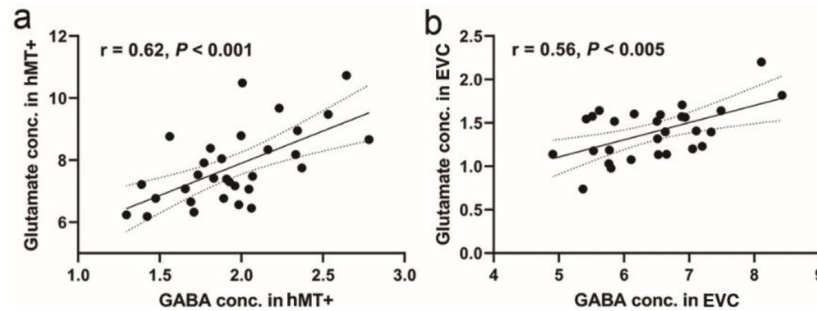 a
r = 0.62, P < 0.001
Glutamate conc. in hMT+
12
10
8
6
1.0 1.5 2.0 2.5 3.0
GABA conc. in hMT+
b
r = 0.56, P < 0.005
Glutamate conc. in EVC
2.5
2.0
1.5
1.0
0.5
0.0
4 5 6 7 8 9
GABA conc. in EVC